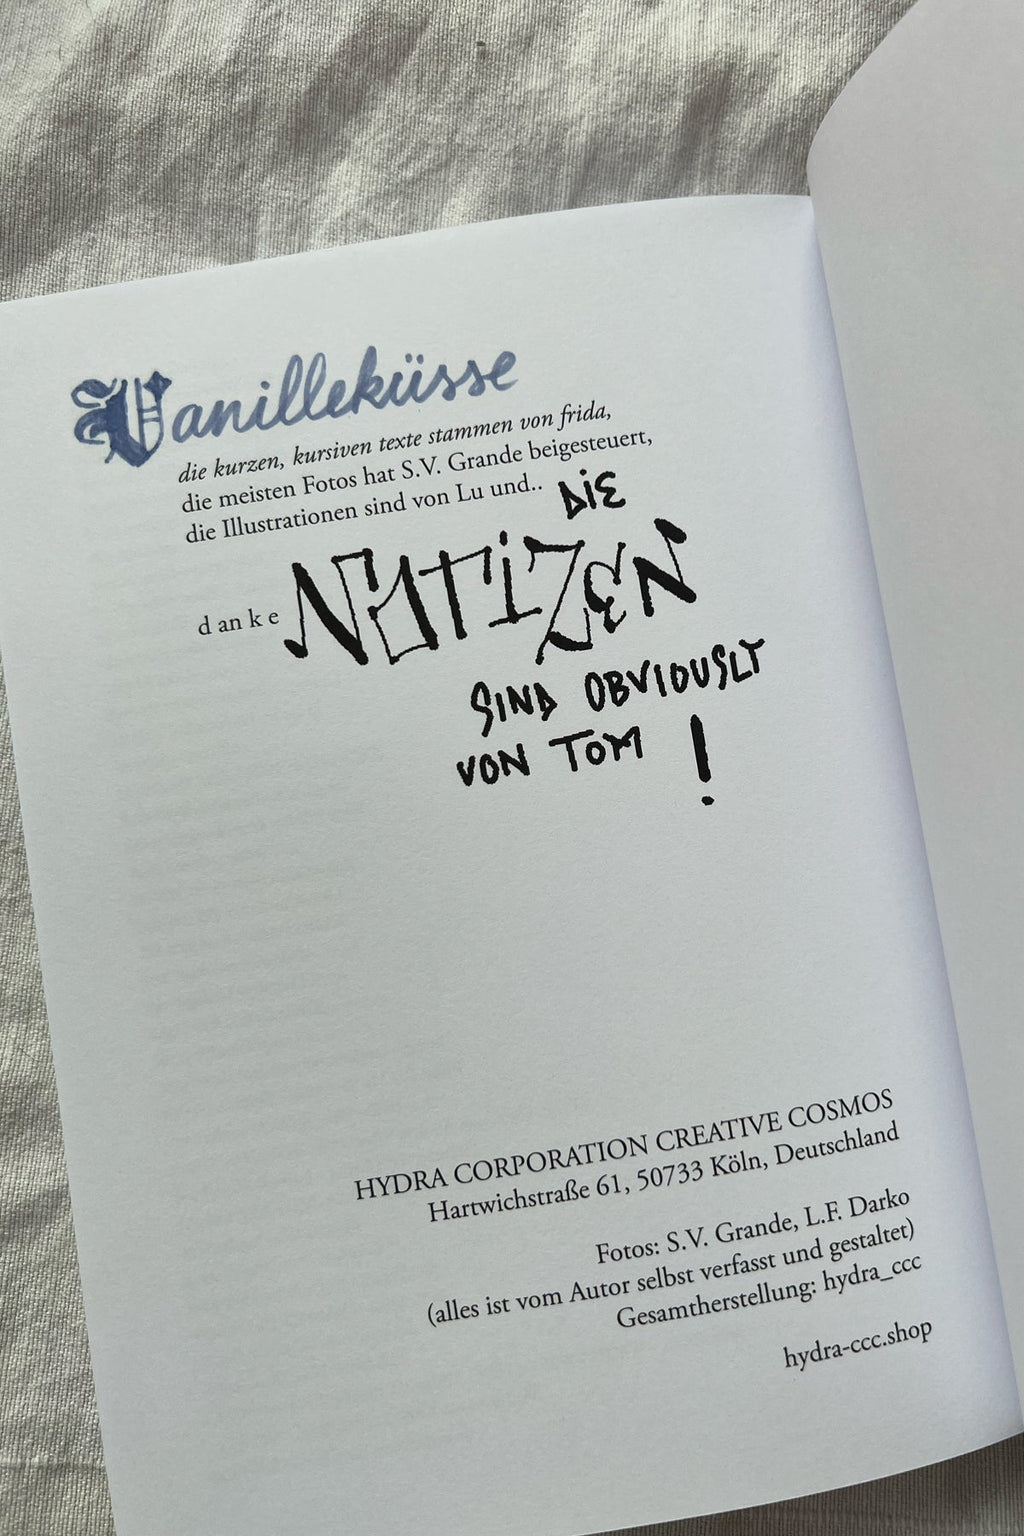 Vanilleküsse
die kurzen, kursiven texte stammen von frida,
die meisten Fotos hat S.V. Grande beigesteuert,
die Illustrationen sind von Lu und..
DIE
danke NOTIZEN
SIND OBVIOUSLY
VON TOM !
HYDRA CORPORATION CREATIVE COSMOS
Hartwichstraße 61, 50733 Köln, Deutschland
Fotos: S.V. Grande, L.F. Darko
(alles ist vom Autor selbst verfasst und gestaltet)
Gesamtherstellung: hydra_ccc
hydra-ccc.shop